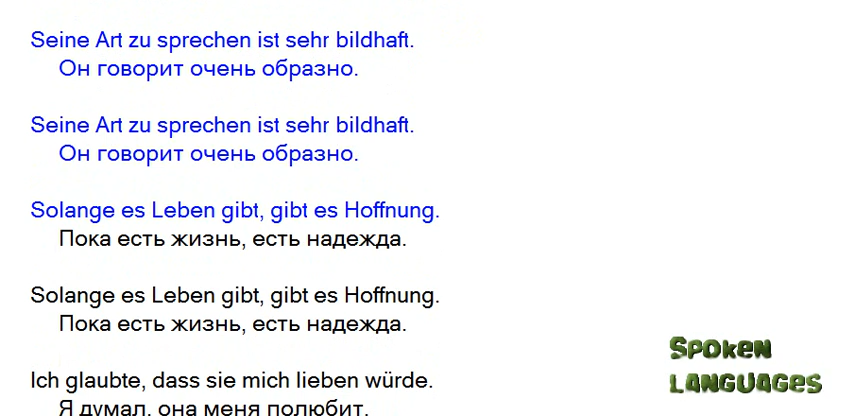 Seine Art zu sprechen ist sehr bildhaft.
Он говорит очень образно.
Seine Art zu sprechen ist sehr bildhaft.
Он говорит очень образно.
Solange es Leben gibt, gibt es Hoffnung.
Пока есть жизнь, есть надежда.
Solange es Leben gibt, gibt es Hoffnung.
Пока есть жизнь, есть надежда.
Ich glaubte, dass sie mich lieben würde.
Я думал, она меня полюбит.
Spoken
Languages